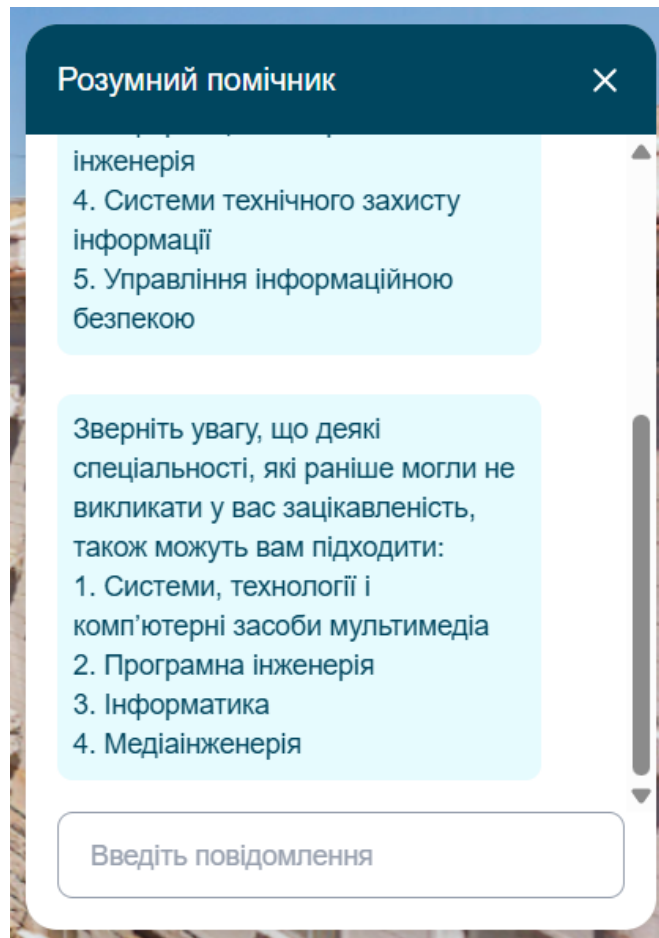 Розумний помічник
інженерія
4. Системи технічного захисту
інформації
5. Управління інформаційною
безпекою
Зверніть увагу, що деякі
спеціальності, які раніше могли не
викликати у вас зацікавленість,
також можуть вам підходити:
1. Системи, технології і
комп’ютерні засоби мультимедіа
2. Програмна інженерія
3. Інформатика
4. Медіаінженерія
Введіть повідомлення